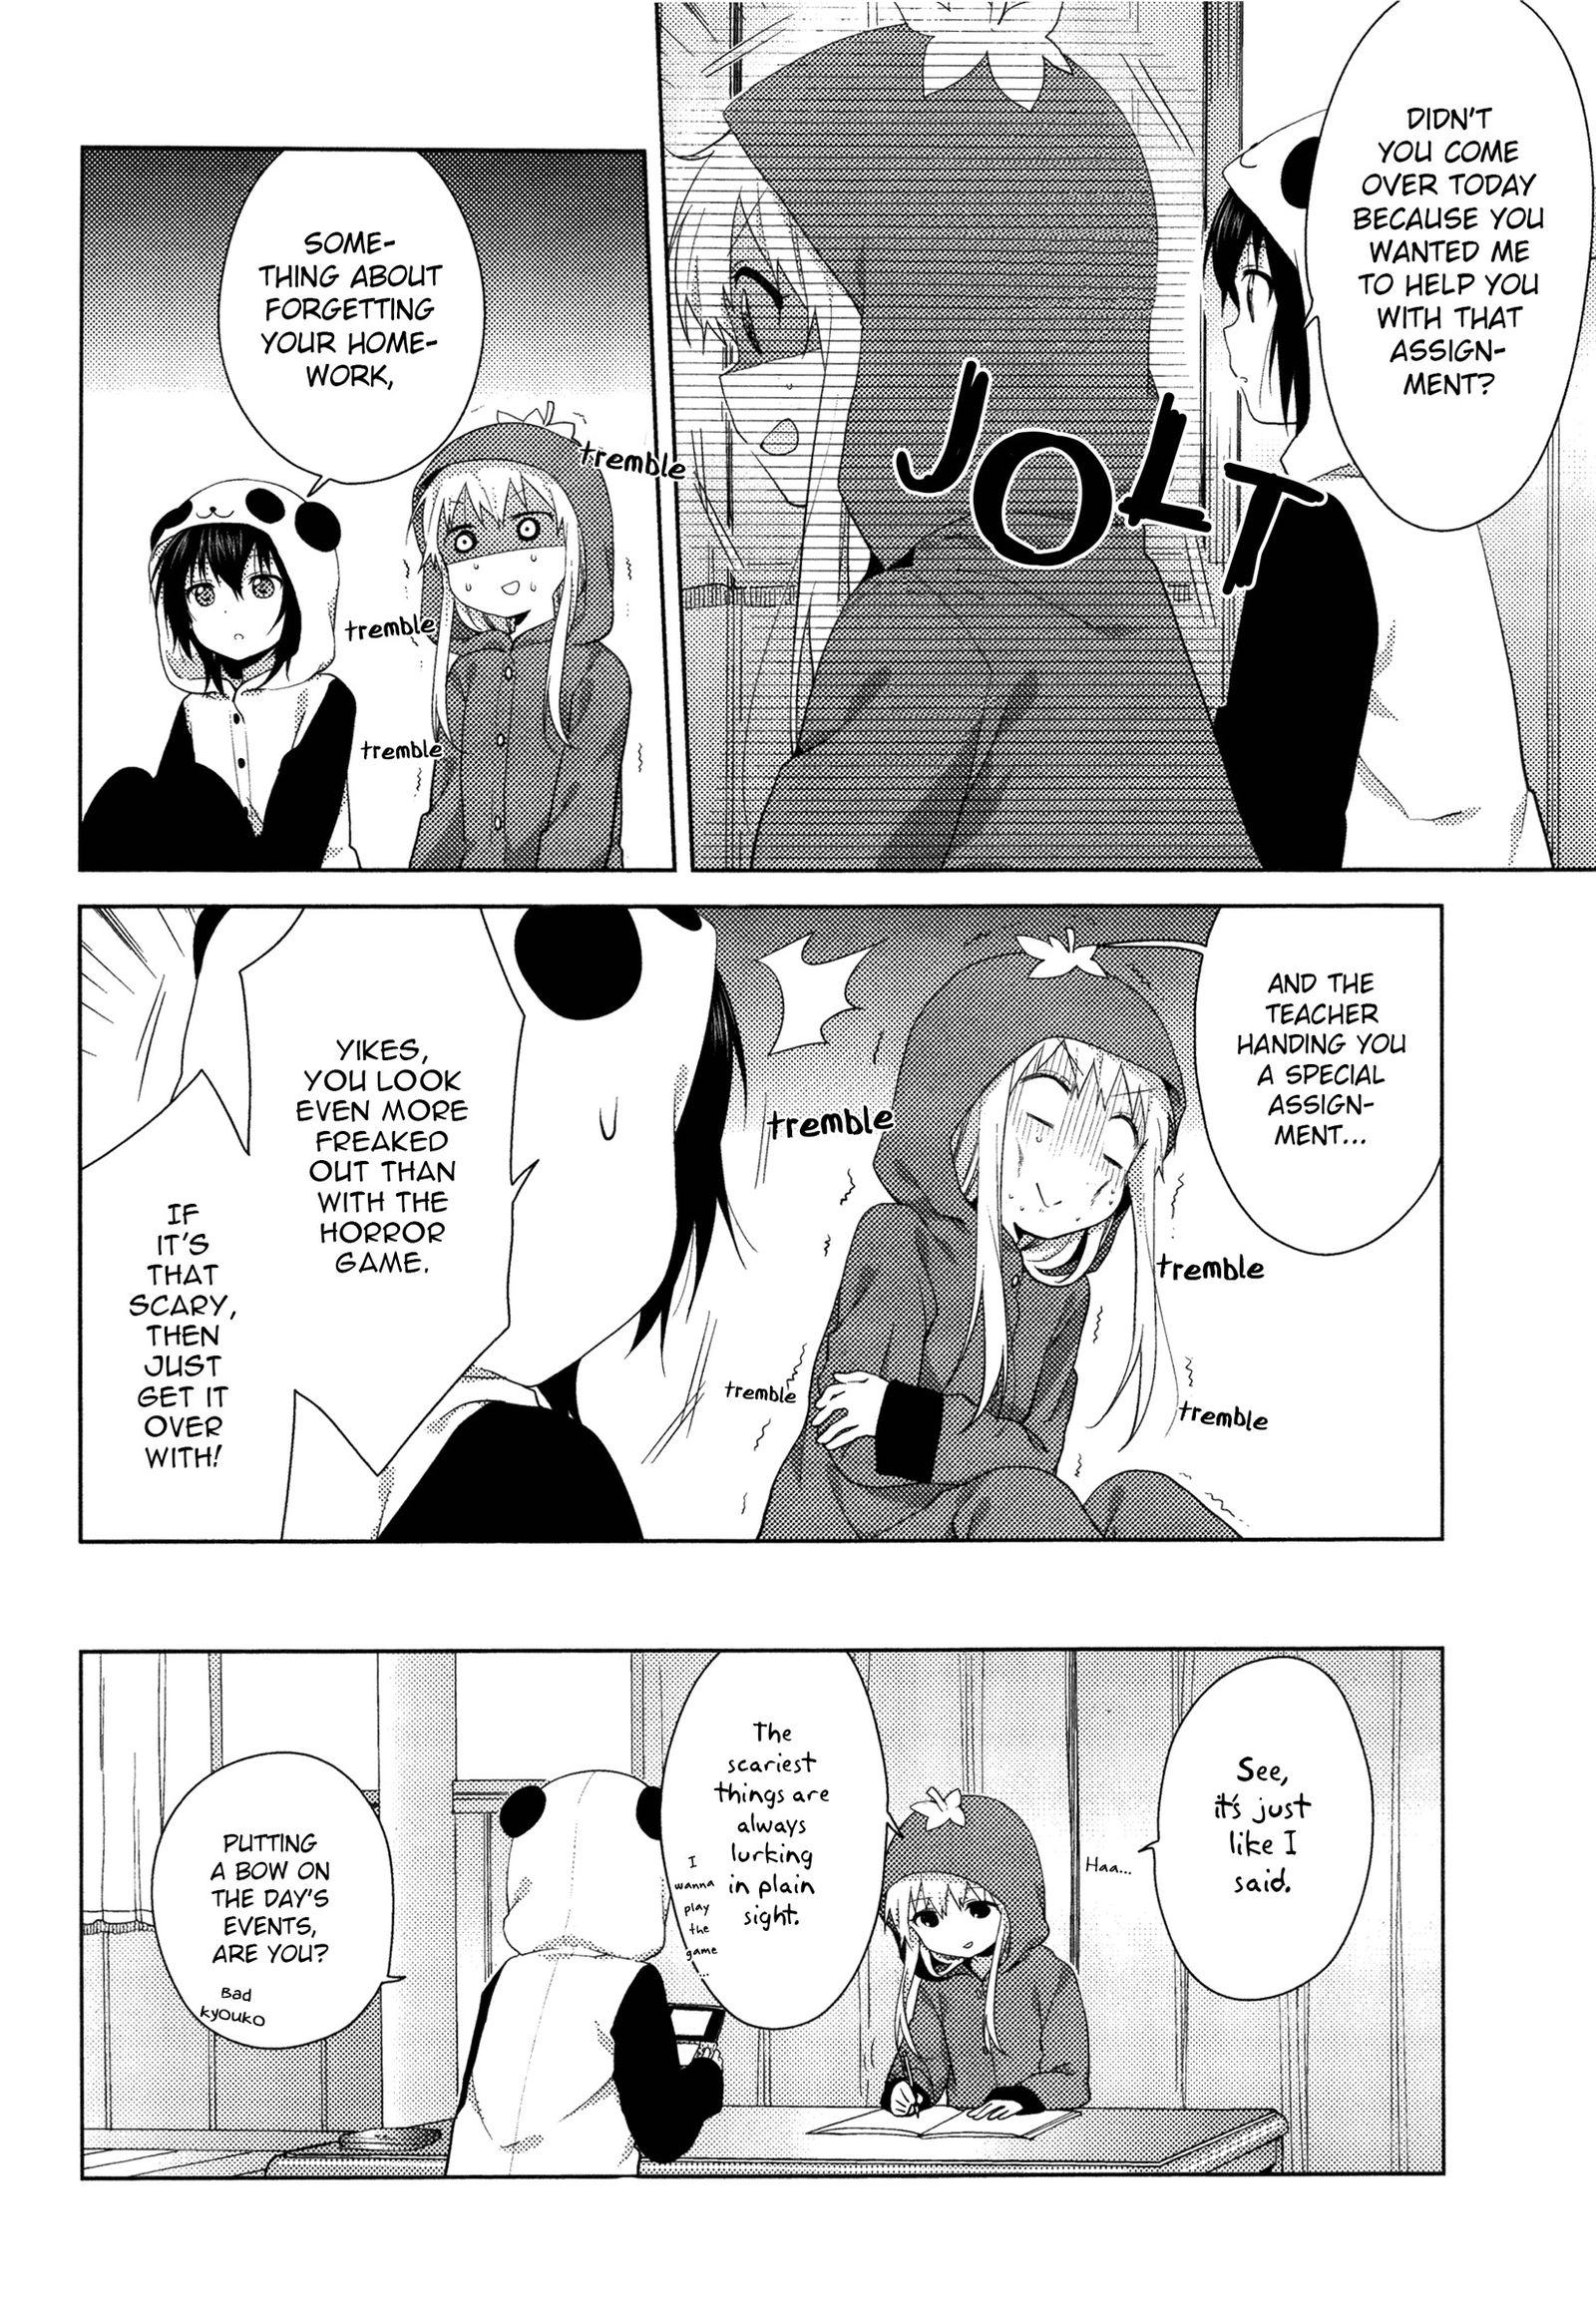 DIDN'T
YOU COME
OVER TODAY
BECAUSE YOU
WANTED ME
TO HELP YOU
WITH THAT
ASSIGN-
MENT?
JOLT
SOME-
THING ABOUT
FORGETTING
YOUR HOME-
WORK,
tremble
tremble
tremble
AND THE
TEACHER
HANDING YOU
A SPECIAL
ASSIGN-
MENT...
tremble
tremble
tremble
tremble
YIKES,
YOU LOOK
EVEN MORE
FREAKED
OUT THAN
WITH THE
HORROR
GAME.
IF
IT'S
THAT
SCARY,
THEN
JUST
GET IT
OVER
WITH!
See,
it's just
like I
said.
Haa...
The
scariest
things are
always
lurking
in plain
sight.
I
wanna
play
the
game
...
PUTTING
A BOW ON
THE DAY'S
EVENTS,
ARE YOU?
Bad
kyouko